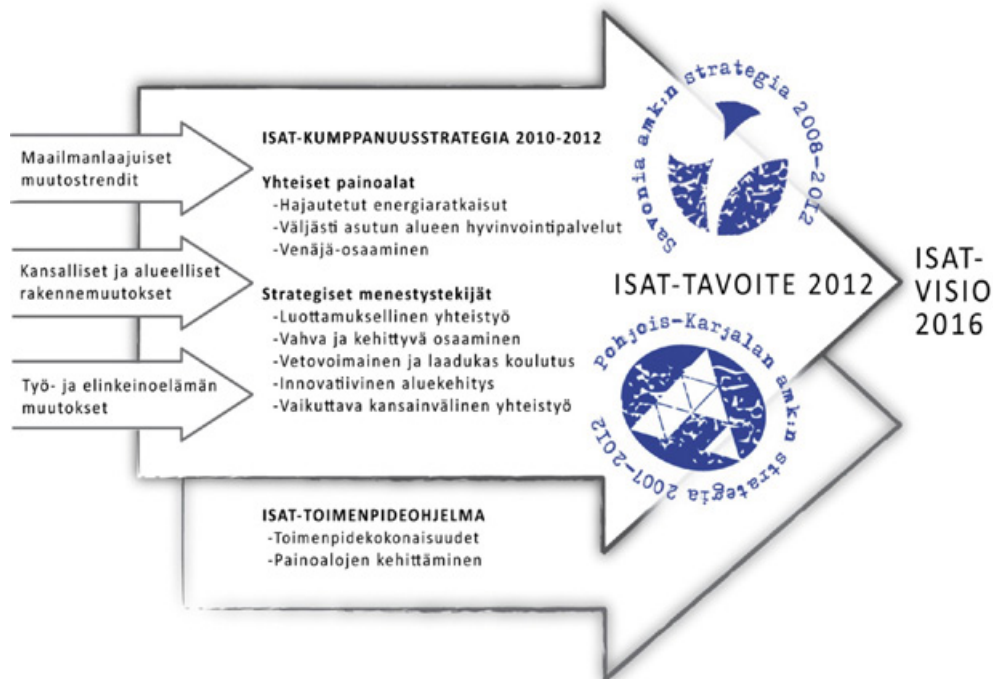 Maailmanlaajuiset
muutostrendit
Kansalliset ja alueelliset
rakennemuutokset
Työ- ja elinkeinoelämän
muutokset
ISAT-KUMPPANUUSSTRATEGIA 2010-2012
Yhteiset painoalat
-Hajautetut energiaratkaisut
-Väljästi asutun alueen hyvinvointipalvelut
-Venäjä-osaaminen
Strategiset menestystekijät
-Luottamuksellinen yhteistyö
-Vahva ja kehittyvä osaaminen
-Vetovoimainen ja laadukas koulutus
-Innovatiivinen aluekehitys
-Vaikuttava kansainvälinen yhteistyö
Savonia amk:n strategia 2008-2012
ISAT-TAVOITE 2012
Pohjois-Karjalan amk:n strategia 2007-2012
ISAT-
VISIO
2016
ISAT-TOIMENPIDEOHJELMA
-Toimenpidekokonaisuudet
-Painoalojen kehittäminen